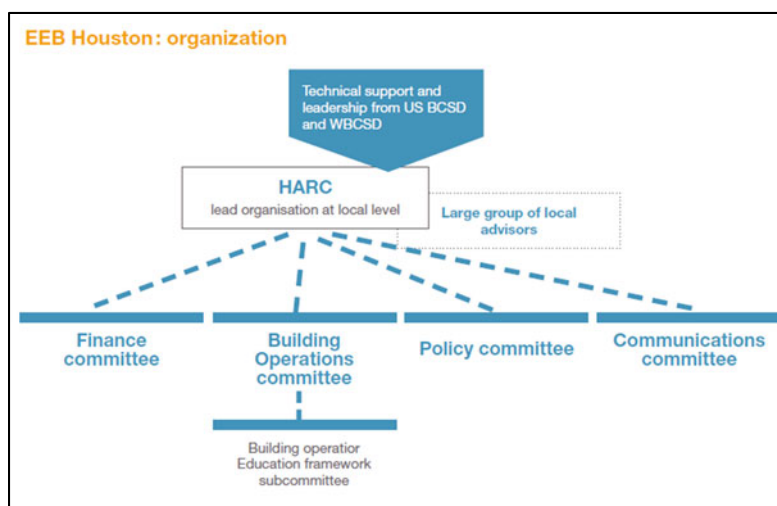 EEB Houston: organization
Technical support and
leadership from US BCSD
and WBCSD
HARC
lead organisation at local level
Large group of local
advisors
Finance
committee
Building
Operations
committee
Policy committee
Communications
committee
Building operatior
Education framework
subcommittee